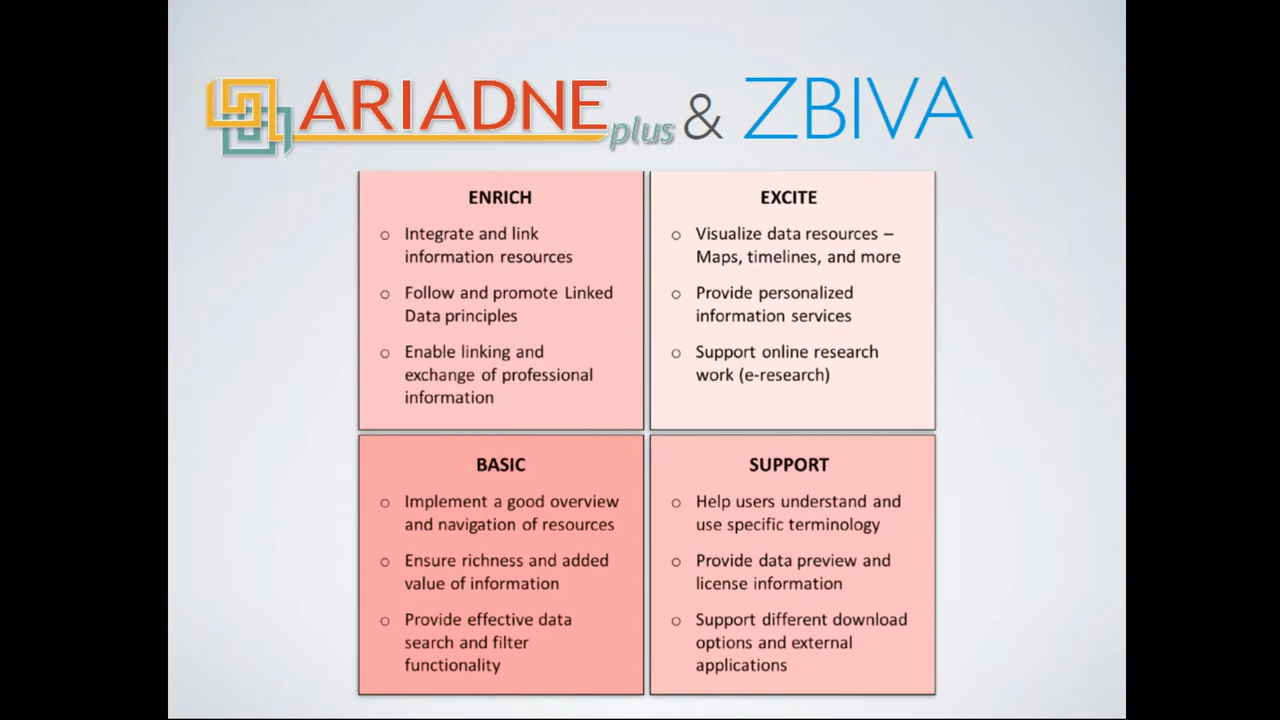 ARIADNE plus & ZBIVA
ENRICH
○ Integrate and link
information resources
○ Follow and promote Linked
Data principles
○ Enable linking and
exchange of professional
information
EXCITE
○ Visualize data resources –
Maps, timelines, and more
○ Provide personalized
information services
○ Support online research
work (e-research)
BASIC
○ Implement a good overview
and navigation of resources
○ Ensure richness and added
value of information
○ Provide effective data
search and filter
functionality
SUPPORT
○ Help users understand and
use specific terminology
○ Provide data preview and
license information
○ Support different download
options and external
applications